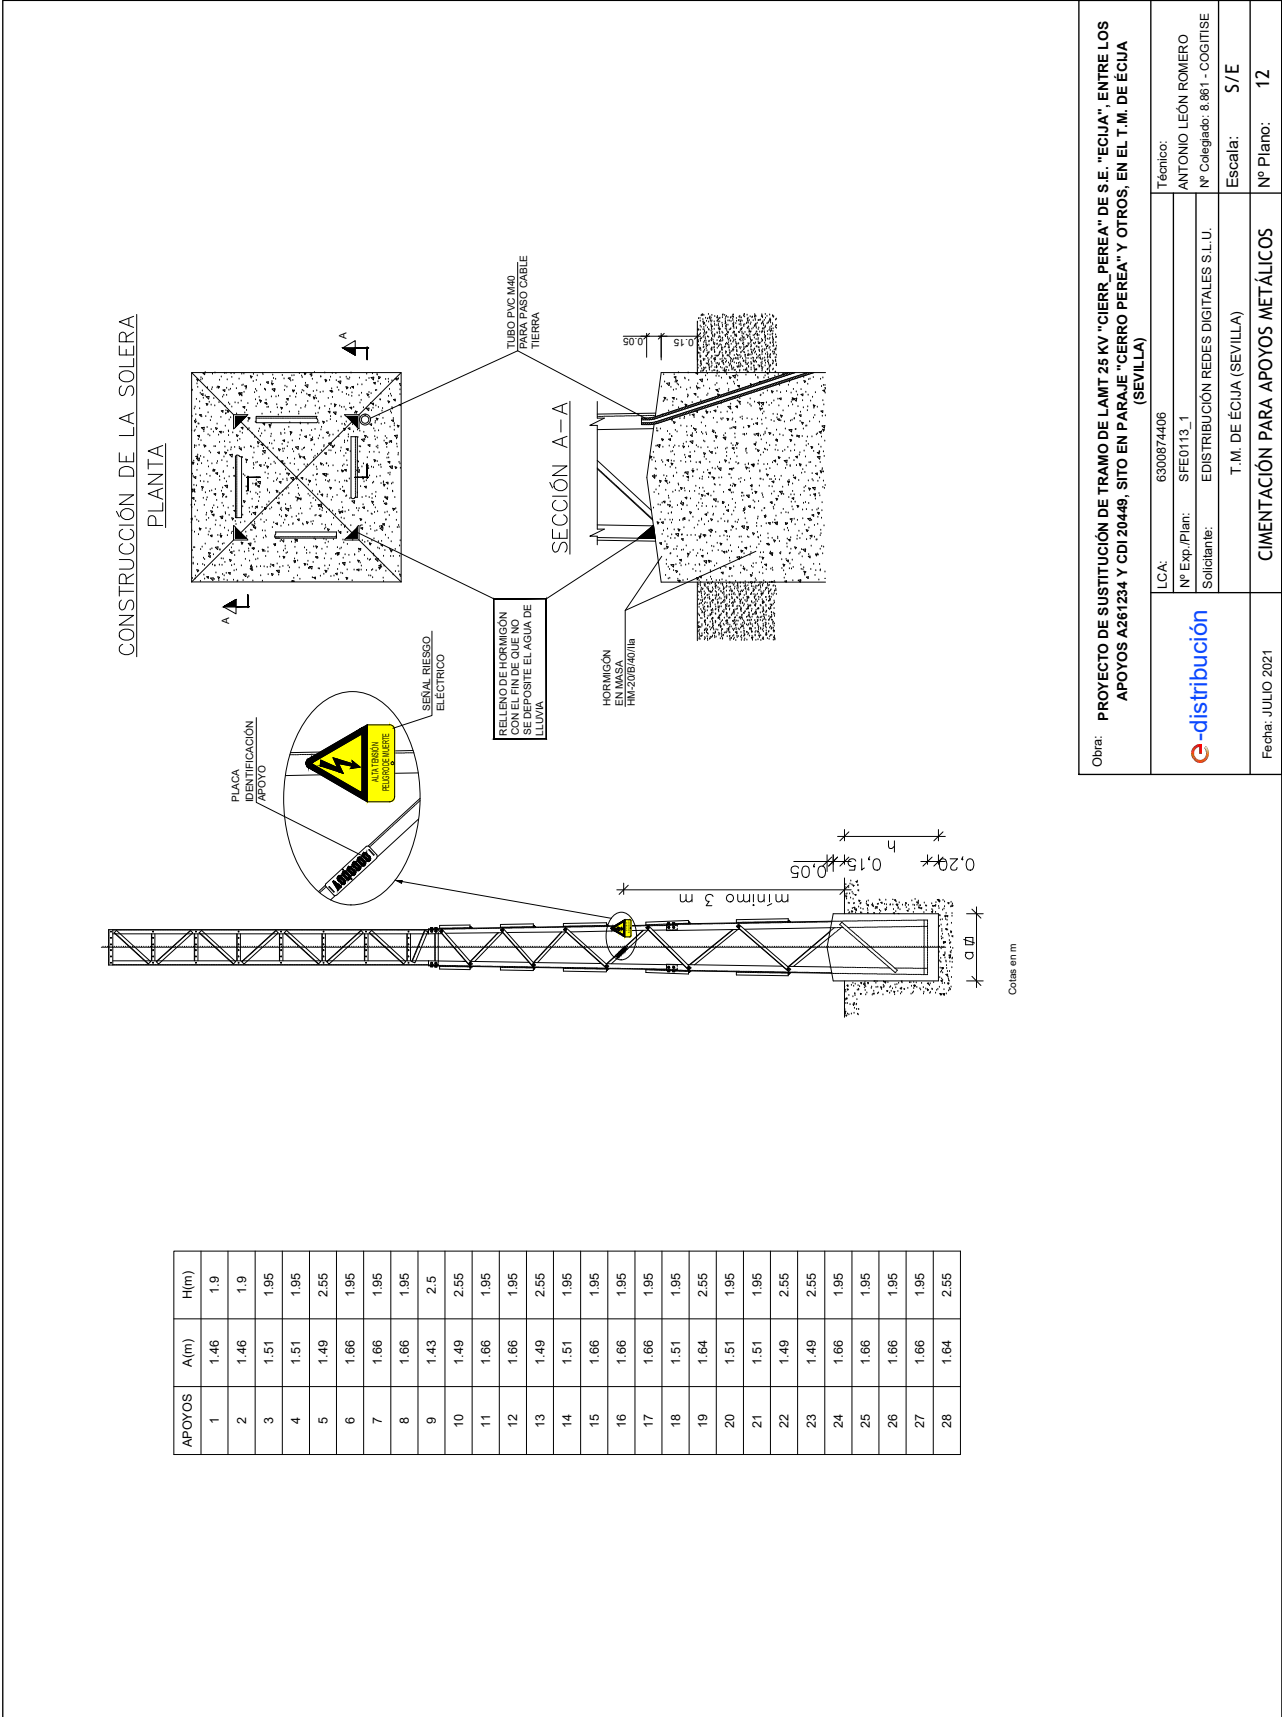 APOYOS A(m) H(m)
1 1.46 1.9
2 1.46 1.9
3 1.51 1.95
4 1.51 1.95
5 1.49 2.55
6 1.66 1.95
7 1.66 1.95
8 1.66 1.95
9 1.43 2.5
10 1.49 2.55
11 1.66 1.95
12 1.66 1.95
13 1.49 2.55
14 1.51 1.95
15 1.66 1.95
16 1.66 1.95
17 1.66 1.95
18 1.51 1.95
19 1.64 2.55
20 1.51 1.95
21 1.51 1.95
22 1.49 2.55
23 1.49 2.55
24 1.66 1.95
25 1.66 1.95
26 1.66 1.95
27 1.66 1.95
28 1.64 2.55
PLACA
IDENTIFICACIÓN
APOYO
ALTA TENSIÓN
PELIGRO DE MUERTE
SEÑAL RIESGO
ELÉCTRICO
mínimo 3 m
0,05
0,15
h
0,20
a
Cotas en m
CONSTRUCCIÓN DE LA SOLERA
PLANTA
A
A
TUBO PVC M40
PARA PASO CABLE
TIERRA
RELLENO DE HORMIGÓN
CON EL FIN DE QUE NO
SE DEPOSITE EL AGUA DE
LLUVIA
SECCIÓN A-A
0.05
0.15
HORMIGÓN
EN MASA
HM-20/B/40/IIa
Obra: PROYECTO DE SUSTITUCIÓN DE TRAMO DE LAMT 25 KV "CIERR_PEREA" DE S.E. "ECIJA", ENTRE LOS
APOYOS A261234 Y CDI 20449, SITO EN PARAJE "CERRO PEREA" Y OTROS, EN EL T.M. DE ÉCIJA
(SEVILLA)
e-distribución
LCA: 6300874406
Nº Exp./Plan: SFE0113_1
Solicitante: EDISTRIBUCIÓN REDES DIGITALES S.L.U.
Técnico:
ANTONIO LEÓN ROMERO
Nº Colegiado: 8.861 - COGITISE
T.M. DE ÉCIJA (SEVILLA)
Escala: S/E
Fecha: JULIO 2021
CIMENTACIÓN PARA APOYOS METÁLICOS
Nº Plano: 12